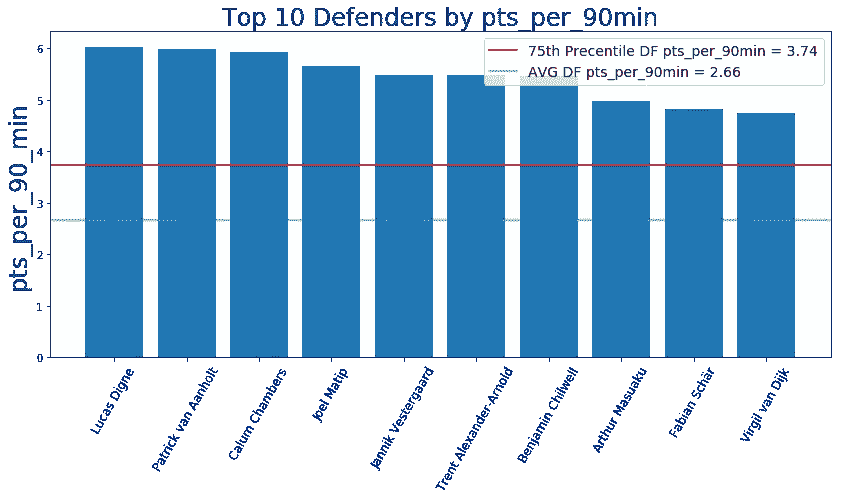 Top 10 Defenders by pts_per_90min
75th Precentile DF pts_per_90min = 3.74
AVG DF pts_per_90min = 2.66
pts_per_90_min
6
5
4
3
2
1
0
Lucas Digne
Patrick van Aanholt
Calum Chambers
Joel Matip
Jannik Vestergaard
Trent Alexander-Arnold
Benjamin Chilwell
Arthur Masuaku
Fabian Schär
Virgil van Dijk